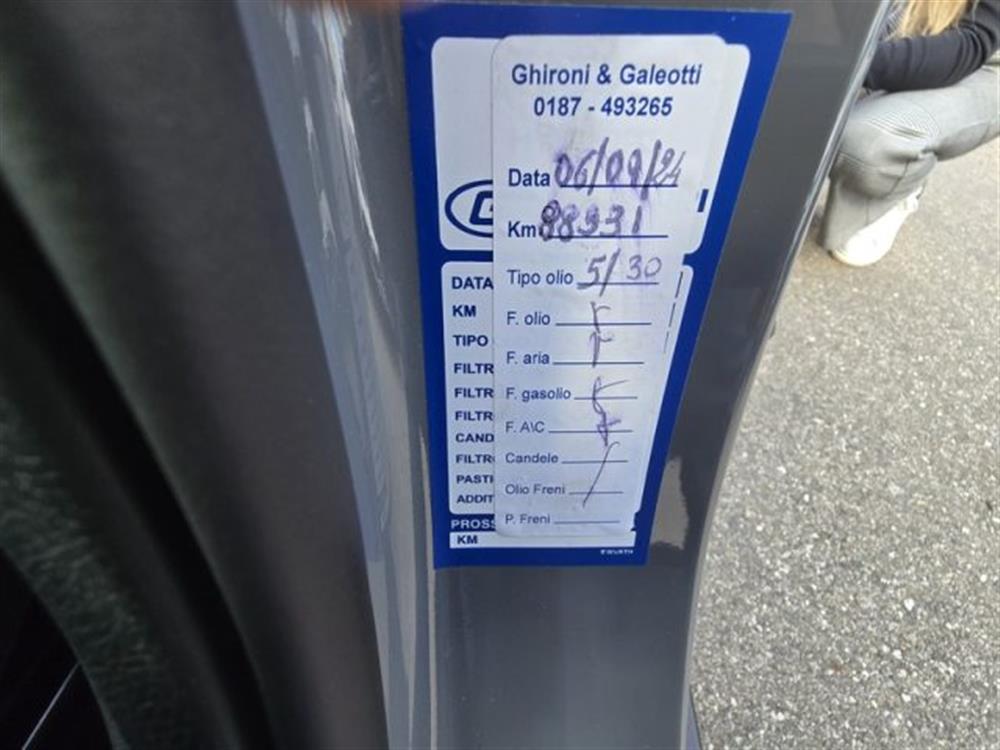 Ghironi & Galeotti
0187 - 493265
Data 06/09/24
Km 88931
Tipo olio 5/30
F. olio
F. aria
F. gasolio
F. A\C
Candele
Olio Freni
P. Freni
DATA
KM
TIPO
FILTR
FILTR
FILTR
CAND
FILTR
PASTI
ADDIT
PROSS
KM
WÜRTH